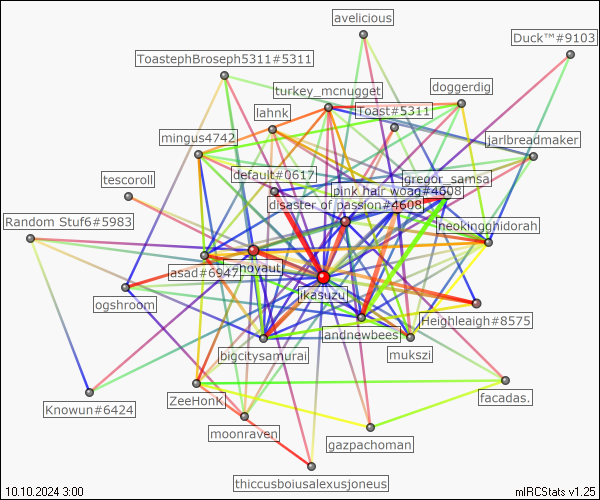 avelicious
Duck™#9103
ToastephBroseph5311#5311
turkey_mcnugget
doggerdig
lahnk
Toast#5311
mingus4742
jarlbreadmaker
default#0617
gregor_samsa
tescoroll
pink hair woag#4608
disaster of passion#4608
Random Stuf6#5983
neokingghidorah
asad#6947
hoyaut
ikasuzu
ogshroom
Heighleaigh#8575
andnewbees
bigcitysamurai
mukszi
ZeeHonK
facadas.
Knowun#6424
moonraven
gazpachoman
thiccusboiusalexusjoneus
10.10.2024 3:00
mIRCStats v1.25